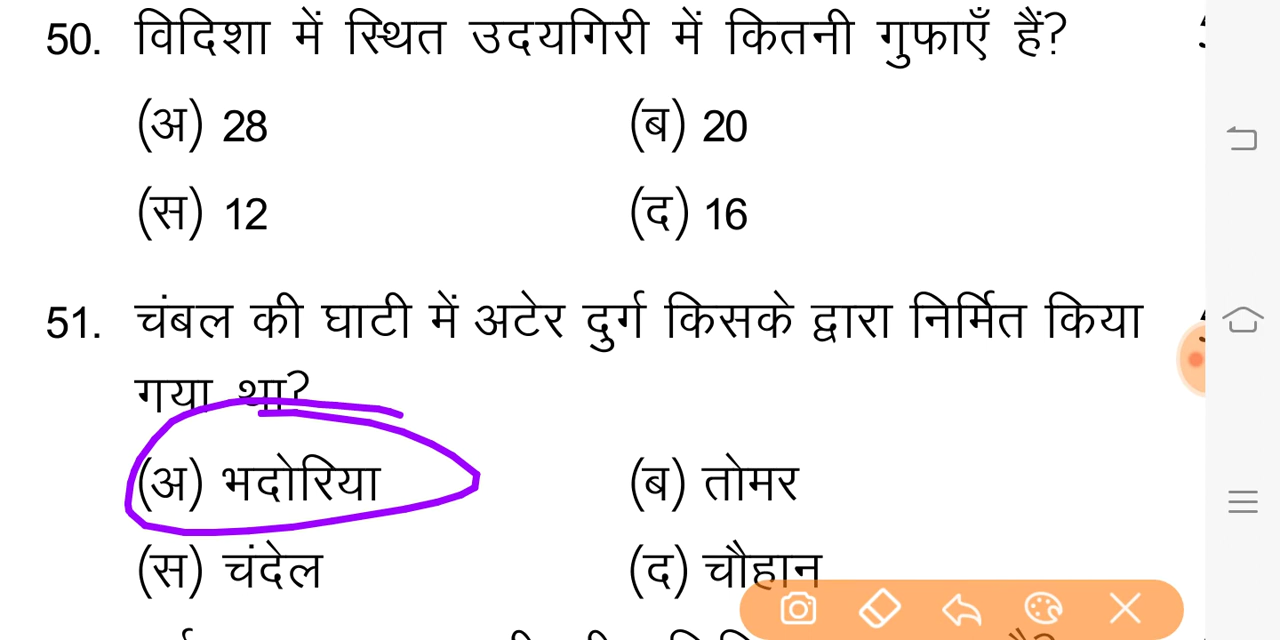 50. विदिशा में स्थित उदयगिरी में कितनी गुफाएँ हैं?
(अ) 28 (ब) 20
(स) 12 (द) 16
51. चंबल की घाटी में अटेर दुर्ग किसके द्वारा निर्मित किया
गया था?
(अ) भदोरिया (ब) तोमर
(स) चंदेल (द) चौहान